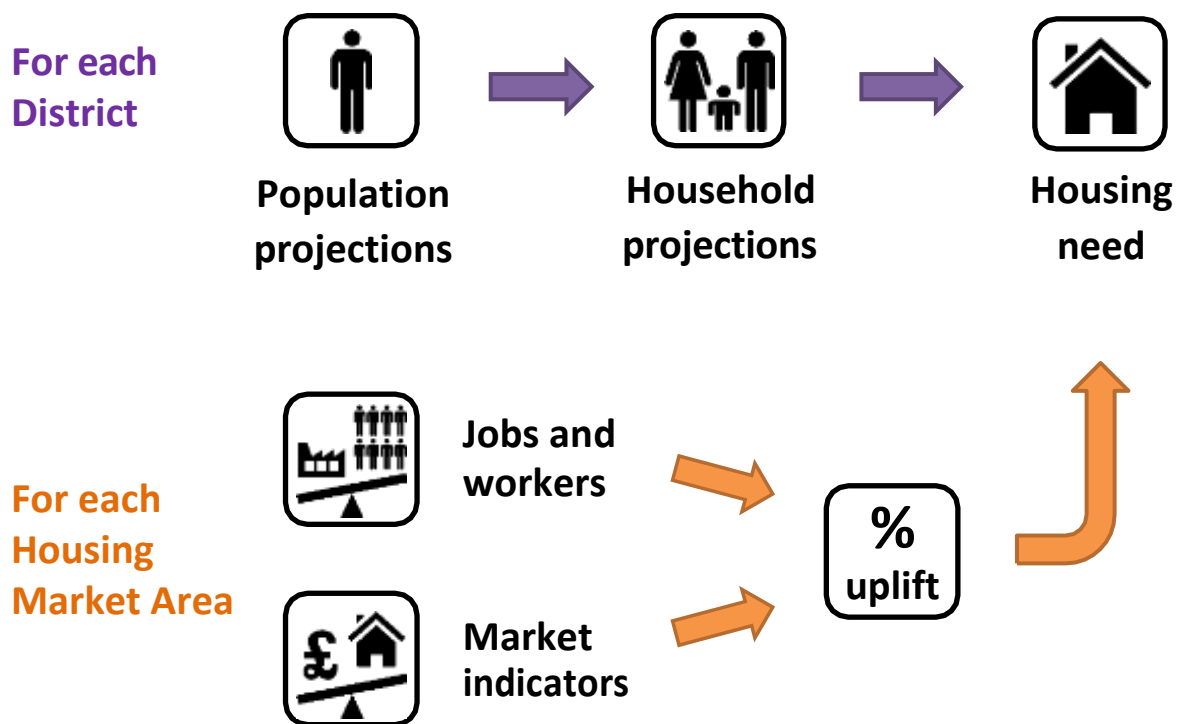 For each
District
Population
projections
Household
projections
Housing
need
For each
Housing
Market Area
Jobs and
workers
£
Market
indicators
%
uplift